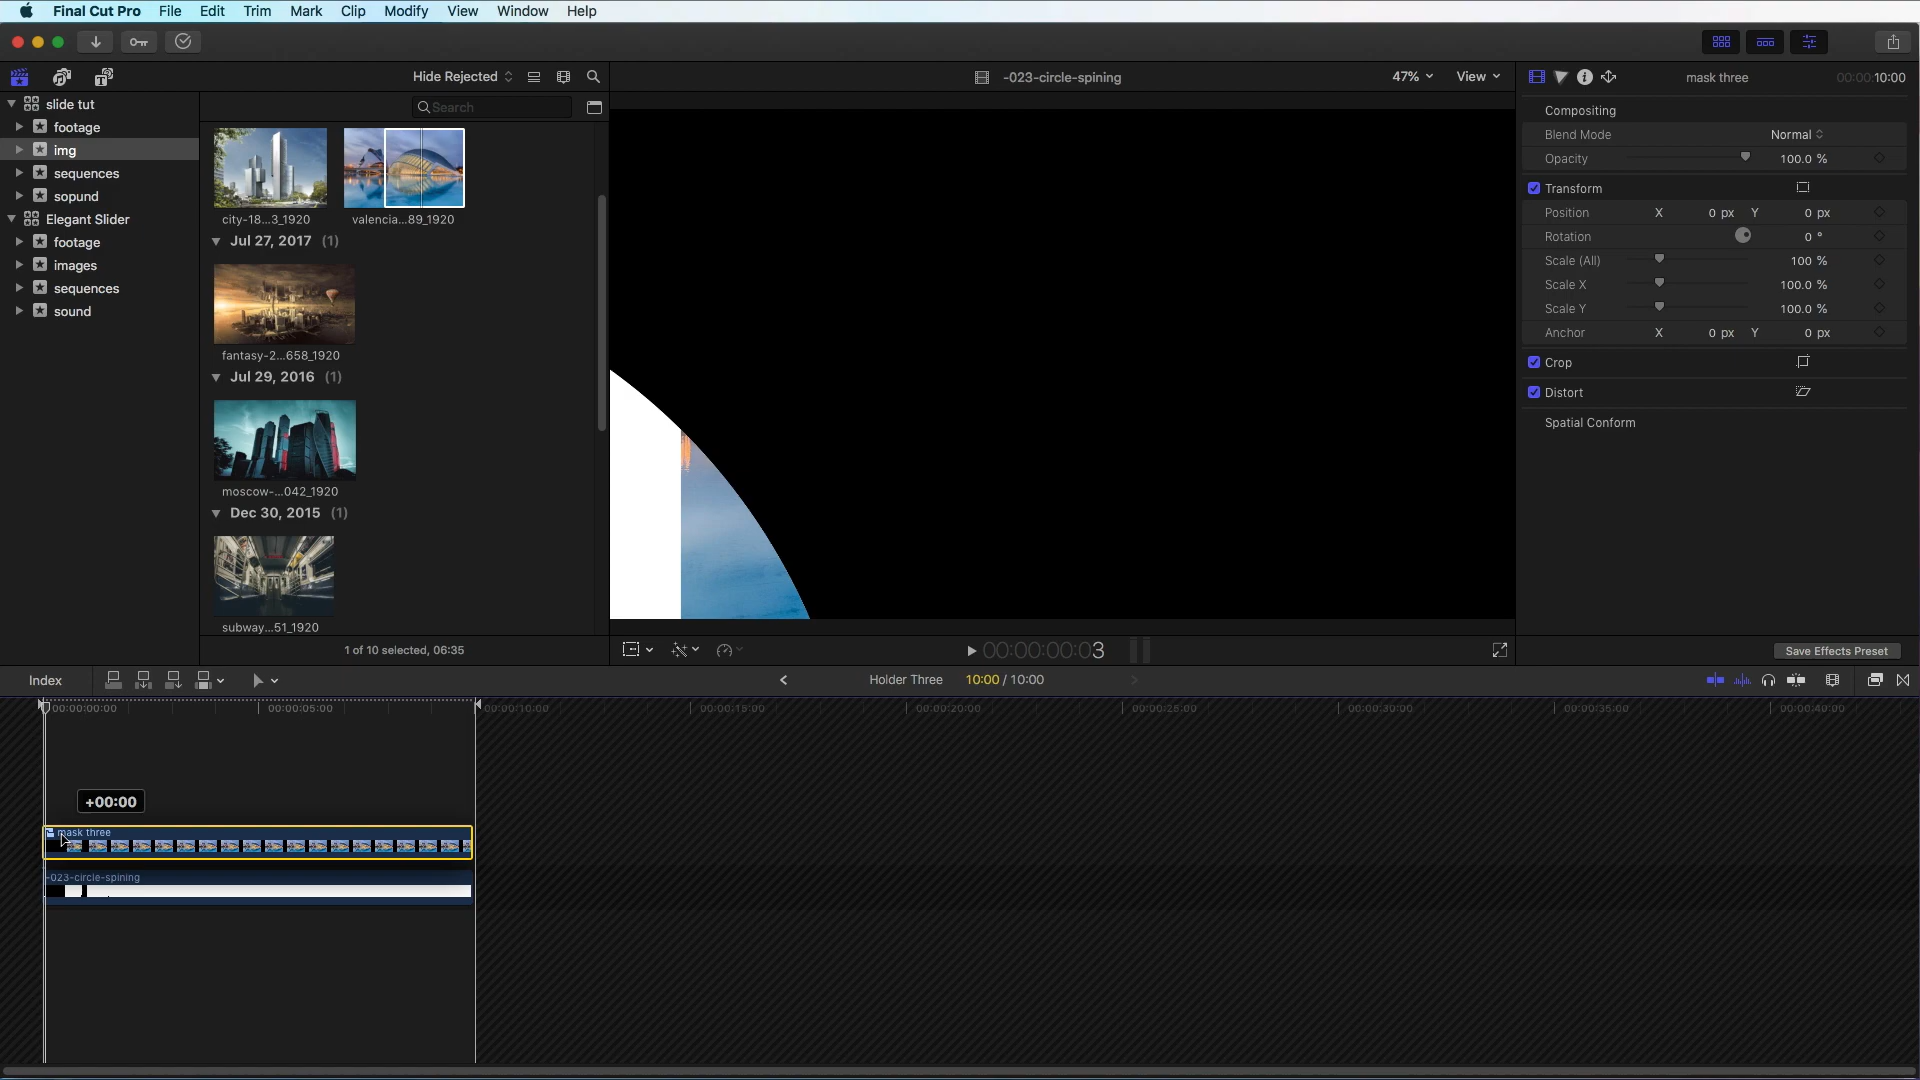 Final Cut Pro File Edit Trim Mark Clip Modify View Window Help
Hide Rejected
-023-circle-spining
47% View
mask three 00:00:10:00
slide tut
footage
img
sequences
sopund
Elegant Slider
footage
images
sequences
sound
Search
city-18...3_1920 valencia...89_1920
Jul 27, 2017 (1)
fantasy-2...658_1920
Jul 29, 2016 (1)
moscow-...042_1920
Dec 30, 2015 (1)
subway...51_1920
1 of 10 selected, 06:35
00:00:00:03
Compositing
Blend Mode Normal
Opacity 100.0 %
Transform
Position X 0 px Y 0 px
Rotation 0 °
Scale (All) 100 %
Scale X 100.0 %
Scale Y 100.0 %
Anchor X 0 px Y 0 px
Crop
Distort
Spatial Conform
Save Effects Preset
Index
Holder Three 10:00 / 10:00
00:00:00:00 00:00:05:00 00:00:10:00 00:00:15:00 00:00:20:00 00:00:25:00 00:00:30:00 00:00:35:00 00:00:40:00
+00:00
mask three
-023-circle-spining